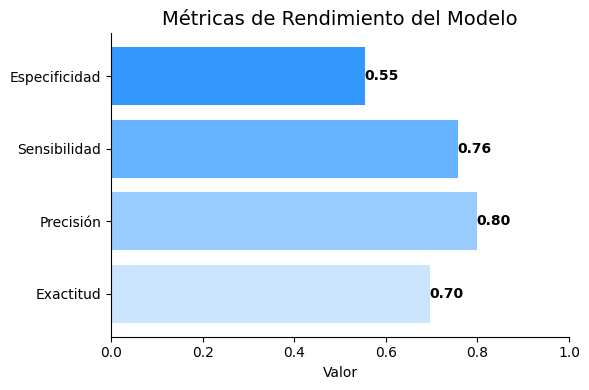 Métricas de Rendimiento del Modelo
Especificidad
0.55
Sensibilidad
0.76
Precisión
0.80
Exactitud
0.70
0.0 0.2 0.4 0.6 0.8 1.0
Valor